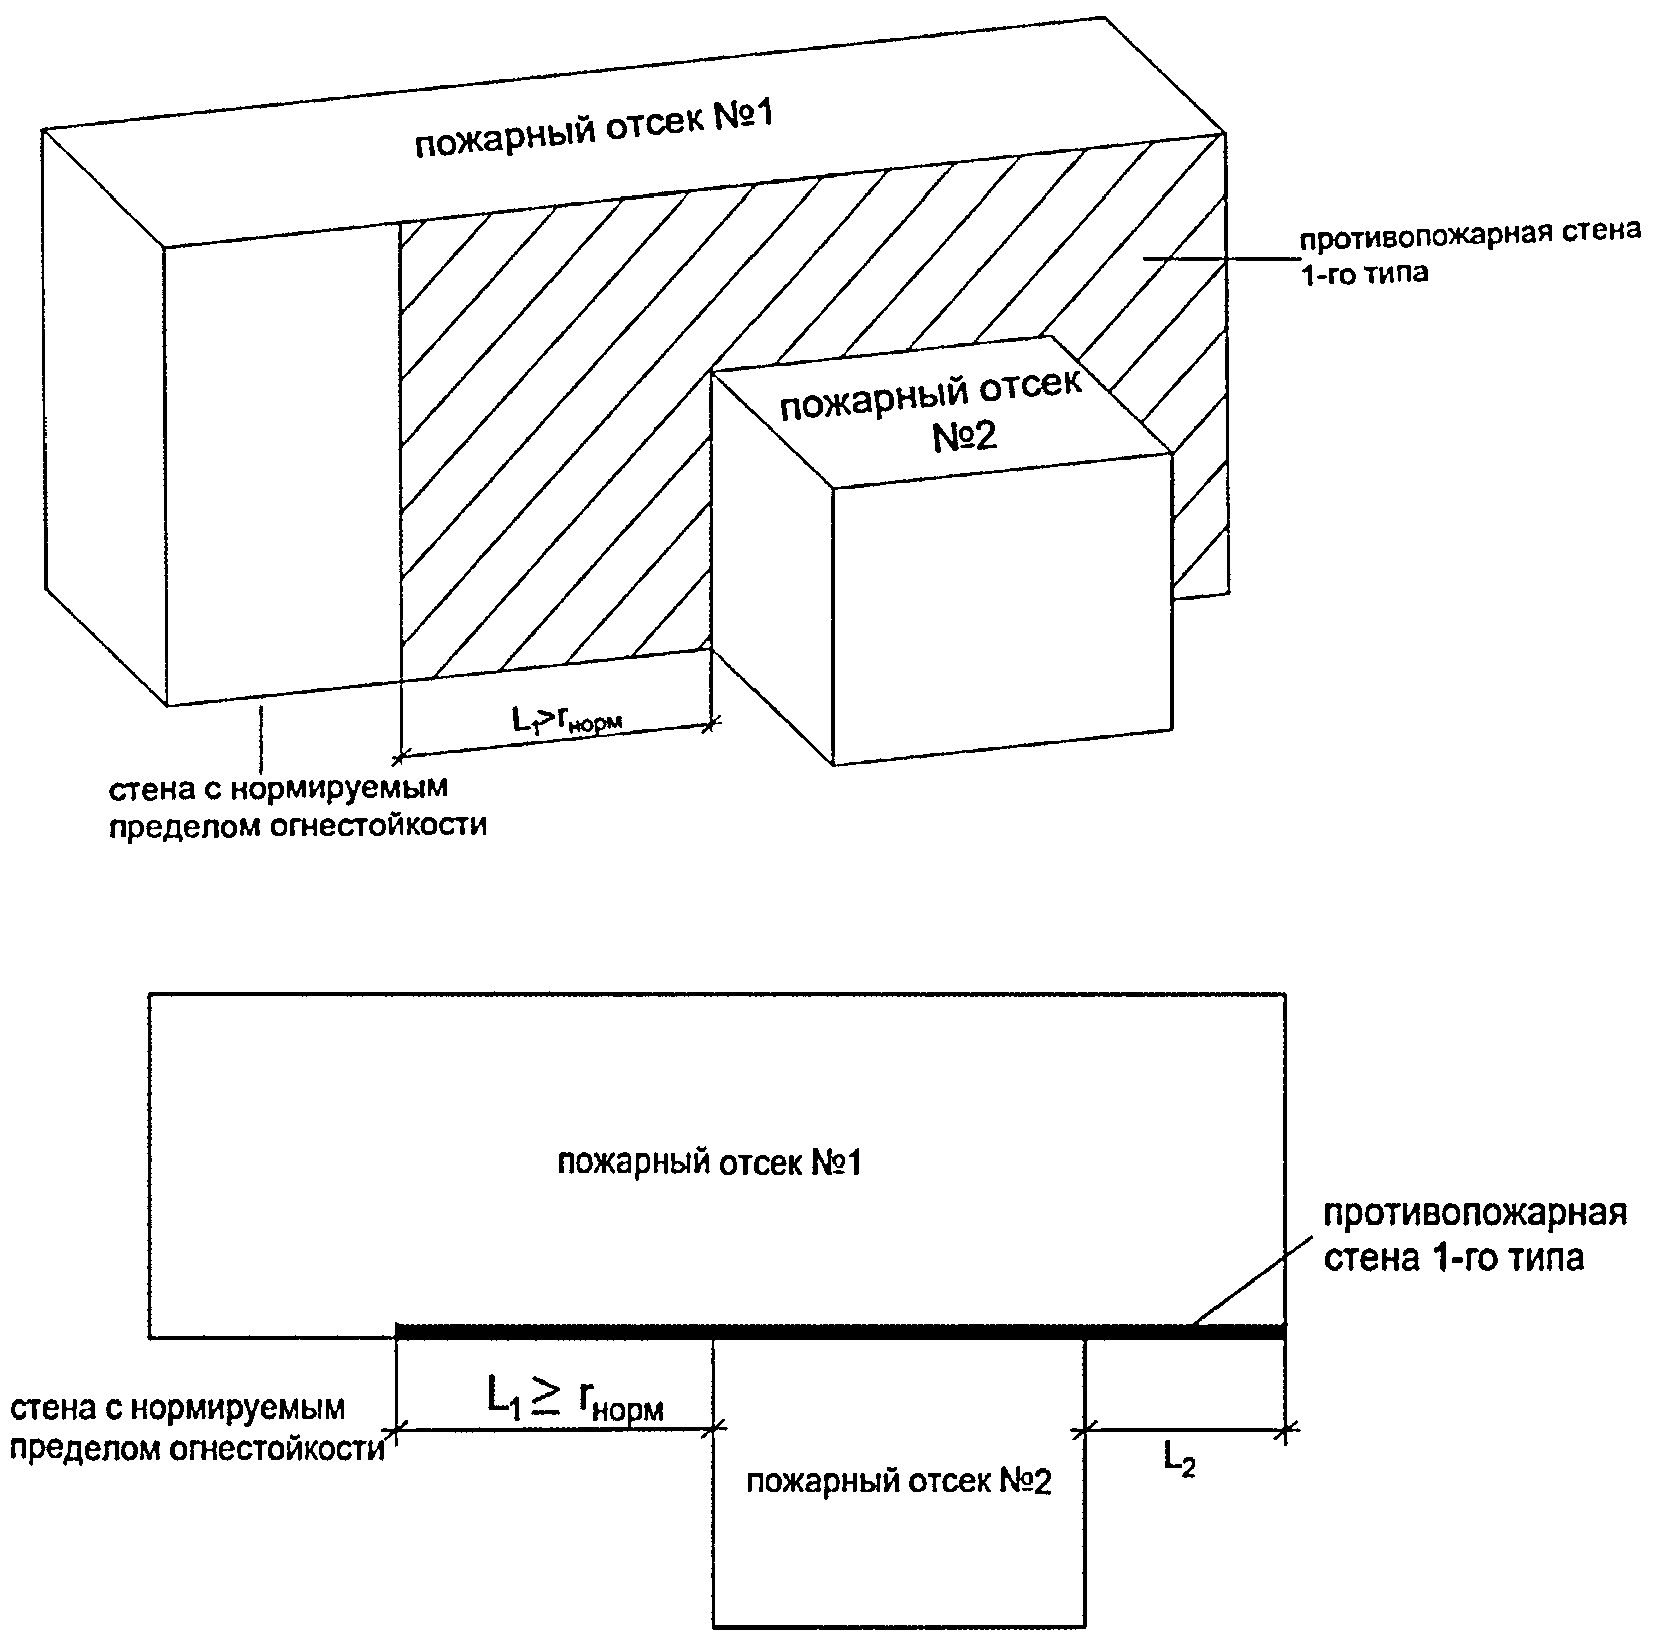 пожарный отсек №1
противопожарная стена
1-го типа
пожарный отсек
№2
L₁>rнорм
стена с нормируемым
пределом огнестойкости
пожарный отсек №1
противопожарная
стена 1-го типа
L₁ ≥ rнорм
стена с нормируемым
пределом огнестойкости
L₂
пожарный отсек №2